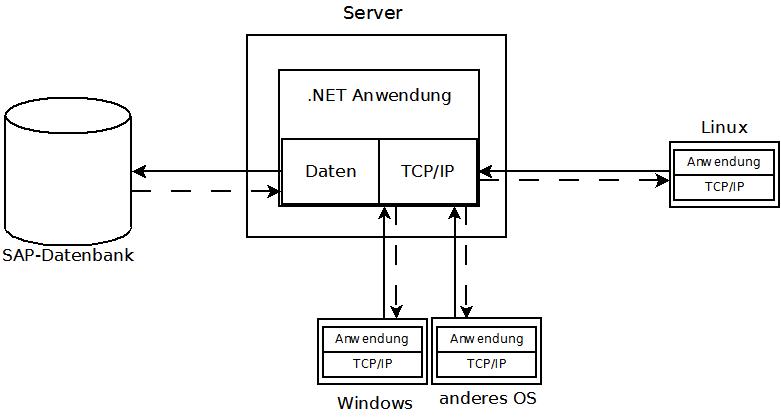 Server
.NET Anwendung
Daten
TCP/IP
SAP-Datenbank
Linux
Anwendung
TCP/IP
Anwendung
TCP/IP
Windows
Anwendung
TCP/IP
anderes OS